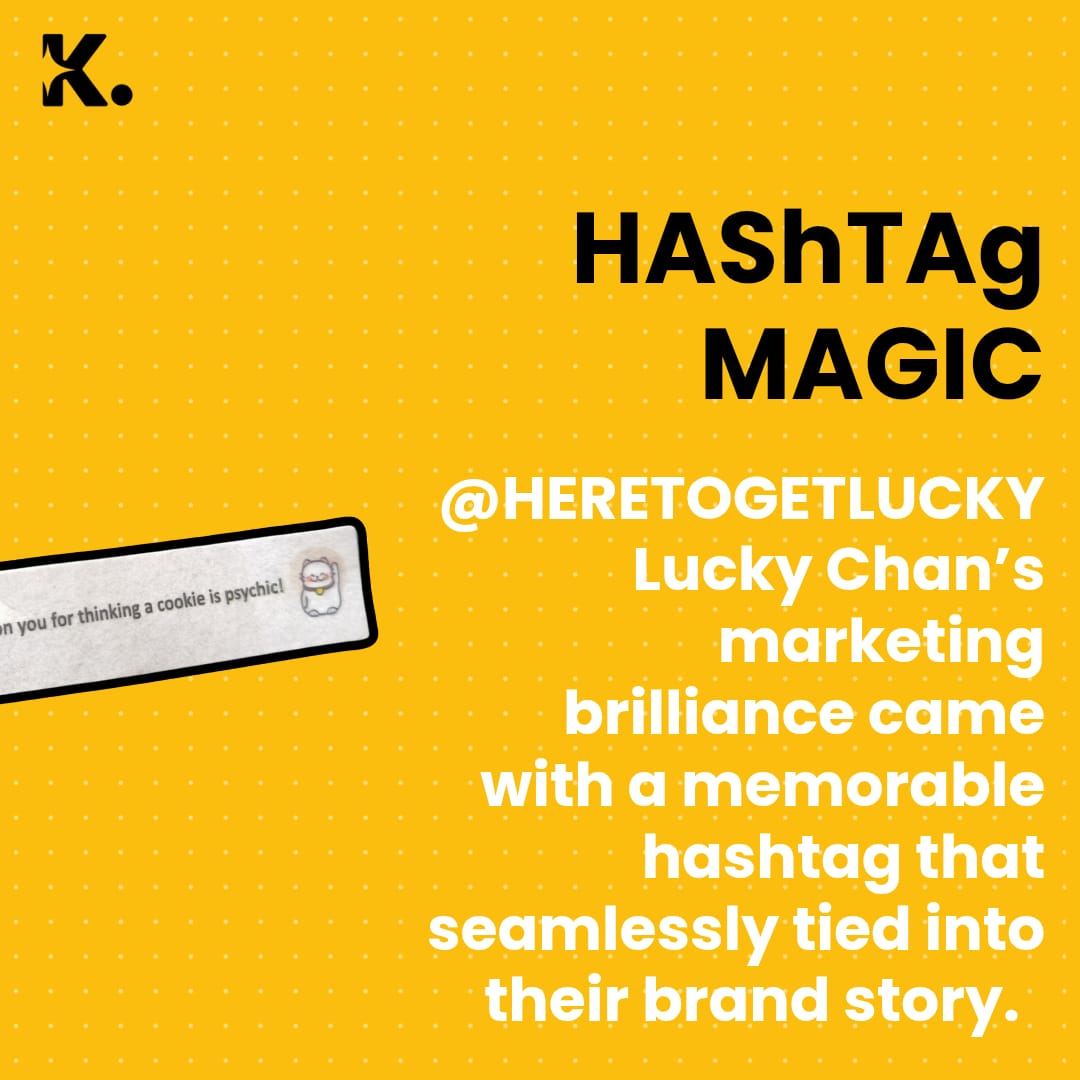 K.
HAShTAg
MAGIC
@HERETOGETLUCKY
Lucky Chan’s
marketing
brilliance came
with a memorable
hashtag that
seamlessly tied into
their brand story.
on you for thinking a cookie is psychic!